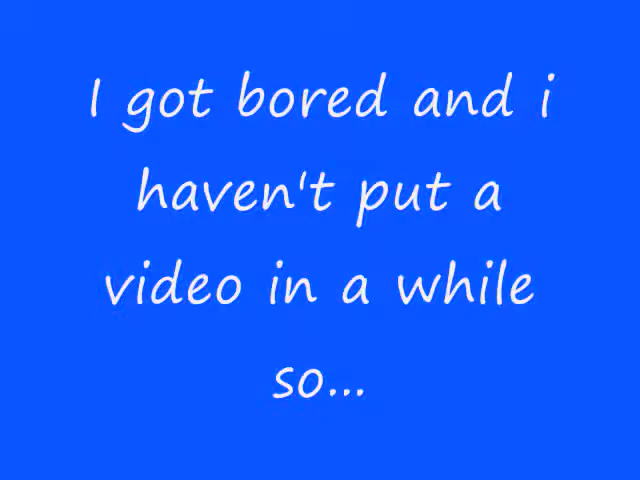 I got bored and i
haven't put a
video in a while
so...